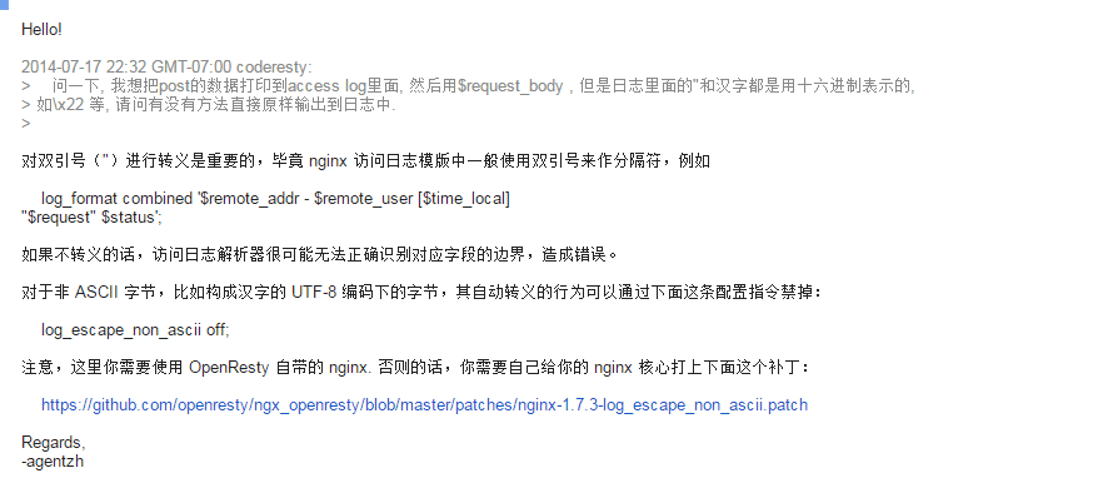 Hello!
2014-07-17 22:32 GMT-07:00 coderesty:
> 问一下, 我想把post的数据打印到access log里面, 然后用$request_body , 但是日志里面的"和汉字都是用十六进制表示的,
> 如\x22 等, 请问有没有方法直接原样输出到日志中.
>
对双引号（"）进行转义是重要的，毕竟 nginx 访问日志模版中一般使用双引号来作分隔符，例如
log_format combined '$remote_addr - $remote_user [$time_local]
"$request" $status';
如果不转义的话，访问日志解析器很可能无法正确识别对应字段的边界，造成错误。
对于非 ASCII 字节，比如构成汉字的 UTF-8 编码下的字节，其自动转义的行为可以通过下面这条配置指令禁掉：
log_escape_non_ascii off;
注意，这里你需要使用 OpenResty 自带的 nginx. 否则的话，你需要自己给你的 nginx 核心打上下面这个补丁：
https://github.com/openresty/ngx_openresty/blob/master/patches/nginx-1.7.3-log_escape_non_ascii.patch
Regards,
-agentzh